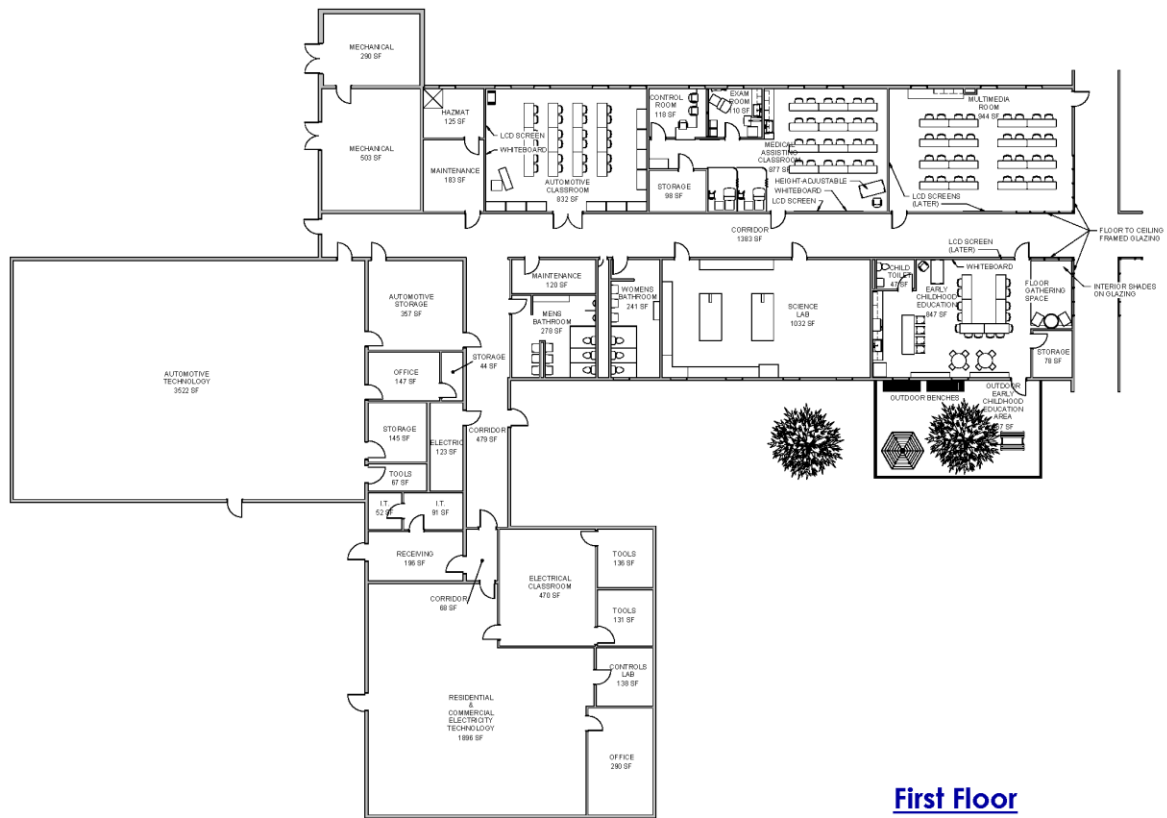 MECHANICAL
290 SF
MECHANICAL
503 SF
HAZMAT
125 SF
MAINTENANCE
183 SF
LCD SCREEN
WHITEBOARD
AUTOMOTIVE
CLASSROOM
832 SF
CONTROL
ROOM
118 SF
EXAM
ROOM
110 SF
STORAGE
98 SF
MEDICAL
ASSISTING
CLASSROOM
877 SF
HEIGHT-ADJUSTABLE
WHITEBOARD
LCD SCREEN
MULTIMEDIA
ROOM
944 SF
LCD SCREENS
(LATER)
CORRIDOR
1383 SF
FLOOR TO CEILING
FRAMED GLAZING
LCD SCREEN
(LATER)
WHITEBOARD
INTERIOR SHADES
ON GLAZING
AUTOMOTIVE
TECHNOLOGY
3522 SF
AUTOMOTIVE
STORAGE
357 SF
OFFICE
147 SF
STORAGE
44 SF
STORAGE
145 SF
ELECTRIC
123 SF
TOOLS
67 SF
I.T.
52 SF
I.T.
91 SF
RECEIVING
196 SF
CORRIDOR
479 SF
CORRIDOR
68 SF
MAINTENANCE
120 SF
MENS
BATHROOM
278 SF
WOMENS
BATHROOM
241 SF
SCIENCE
LAB
1032 SF
CHILD
TOILET
47 SF
EARLY
CHILDHOOD
EDUCATION
847 SF
FLOOR
GATHERING
SPACE
STORAGE
78 SF
OUTDOOR BENCHES
OUTDOOR
EARLY
CHILDHOOD
EDUCATION
AREA
SF
ELECTRICAL
CLASSROOM
470 SF
TOOLS
136 SF
TOOLS
131 SF
CONTROLS
LAB
138 SF
RESIDENTIAL
&
COMMERCIAL
ELECTRICITY
TECHNOLOGY
1896 SF
OFFICE
290 SF
First Floor